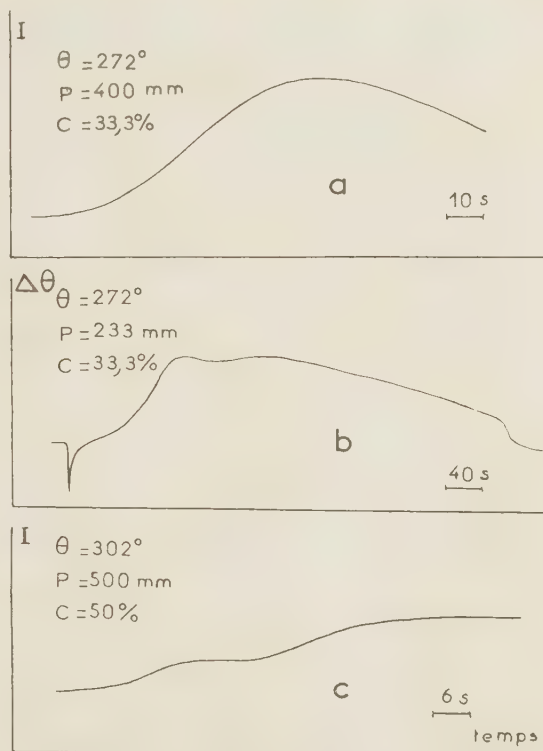 I
θ = 272°
P = 400 mm
C = 33,3%
a
10 s
Δθ
θ = 272°
P = 233 mm
C = 33,3%
b
40 s
I
θ = 302°
P = 500 mm
C = 50%
c
6 s
temps